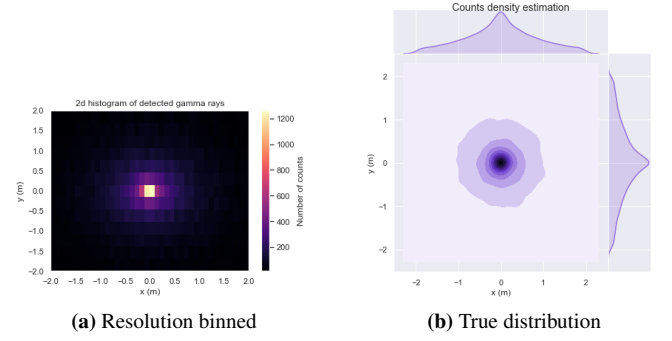 2d histogram of detected gamma rays
2.0
1.5
1.0
0.5
0.0
−0.5
−1.0
−1.5
−2.0
y (m)
−2.0 −1.5 −1.0 −0.5 0.0 0.5 1.0 1.5 2.0
x (m)
1200
1000
800
600
400
200
Number of counts
(a) Resolution binned
Counts density estimation
2
1
0
−1
−2
y (m)
−2 −1 0 1 2
x (m)
(b) True distribution